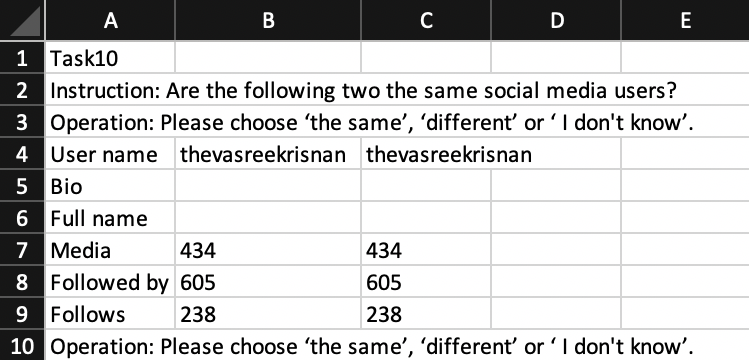 A B C D E
1 Task10
2 Instruction: Are the following two the same social media users?
3 Operation: Please choose ‘the same’, ‘different’ or ‘ I don't know’.
4 User name thevasreekrisnan thevasreekrisnan
5 Bio
6 Full name
7 Media 434 434
8 Followed by 605 605
9 Follows 238 238
10 Operation: Please choose ‘the same’, ‘different’ or ‘ I don't know’.